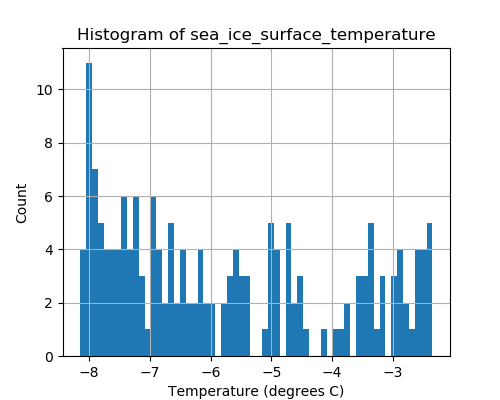 Histogram of sea_ice_surface_temperature
10
8
6
4
2
0
Count
−8 −7 −6 −5 −4 −3
Temperature (degrees C)